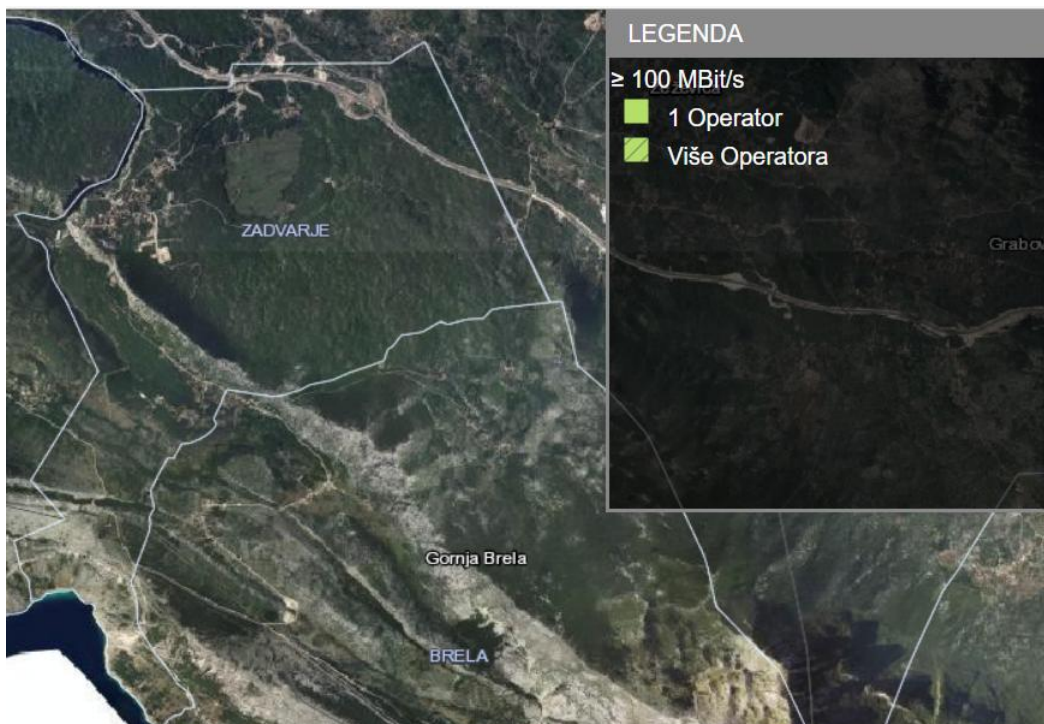 LEGENDA
≥ 100 MBit/s
1 Operator
Više Operatora
ZADVARJE
Gornja Brela
BRELA